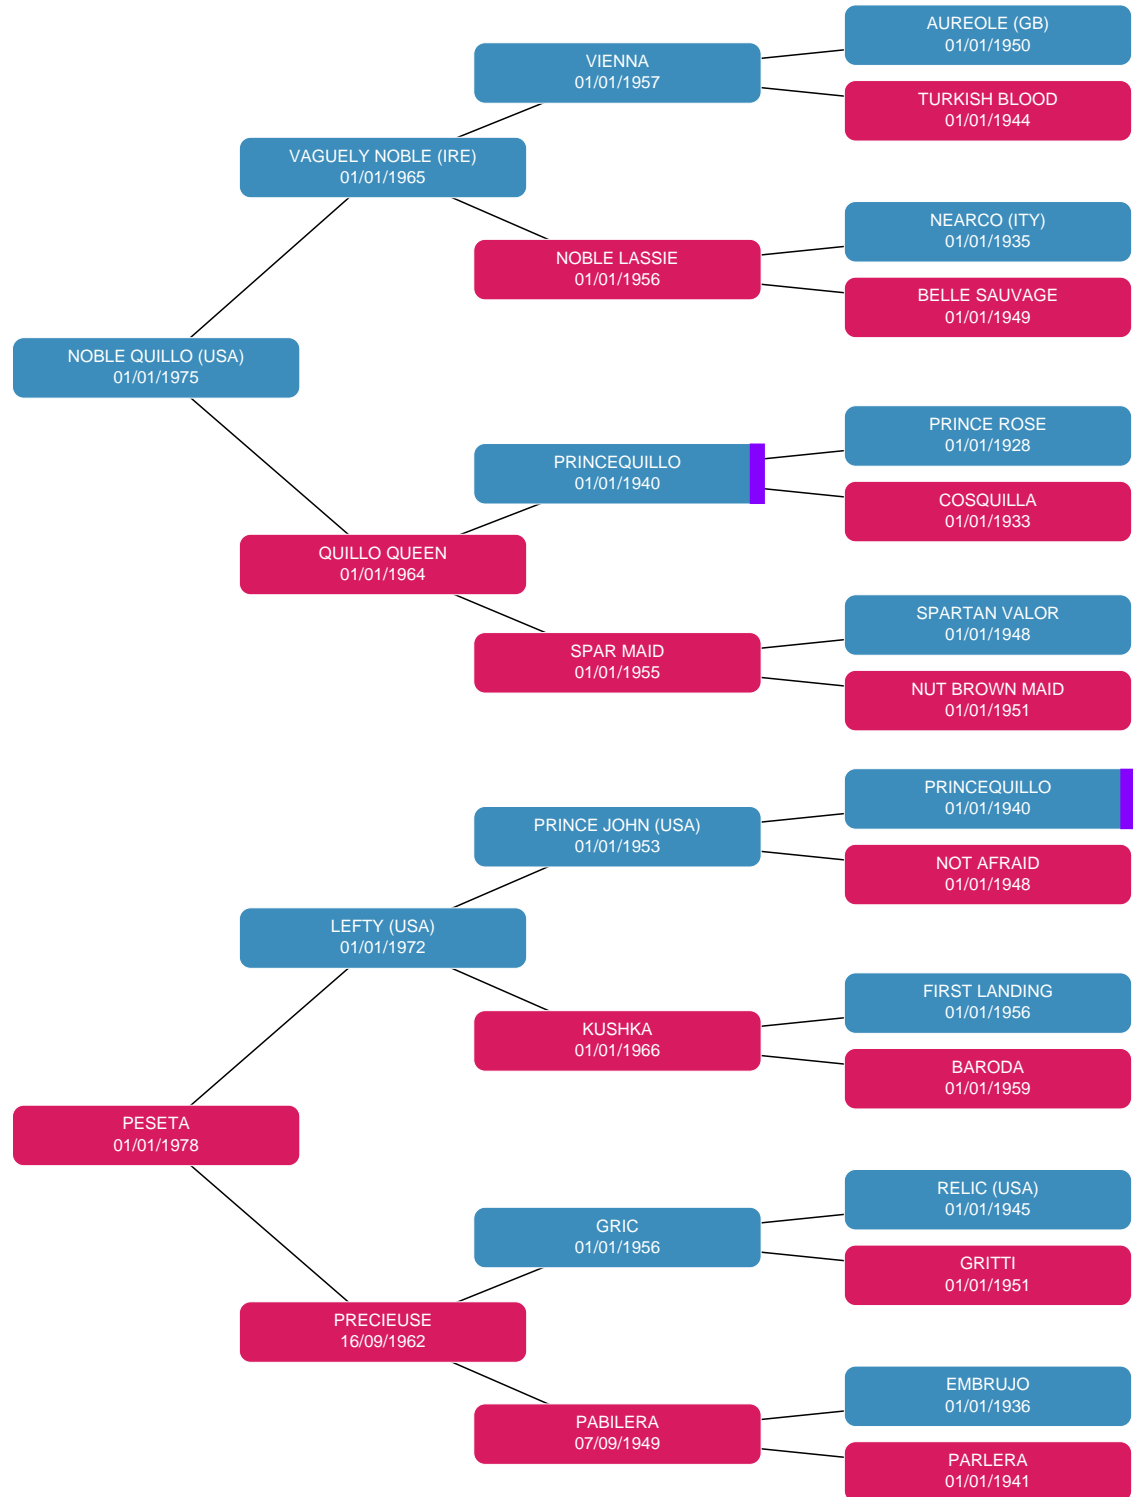 AUREOLE (GB)
01/01/1950
VIENNA
01/01/1957
TURKISH BLOOD
01/01/1944
VAGUELY NOBLE (IRE)
01/01/1965
NEARCO (ITY)
01/01/1935
NOBLE LASSIE
01/01/1956
BELLE SAUVAGE
01/01/1949
NOBLE QUILLO (USA)
01/01/1975
PRINCE ROSE
01/01/1928
PRINCEQUILLO
01/01/1940
COSQUILLA
01/01/1933
QUILLO QUEEN
01/01/1964
SPARTAN VALOR
01/01/1948
SPAR MAID
01/01/1955
NUT BROWN MAID
01/01/1951
PRINCEQUILLO
01/01/1940
PRINCE JOHN (USA)
01/01/1953
NOT AFRAID
01/01/1948
LEFTY (USA)
01/01/1972
FIRST LANDING
01/01/1956
KUSHKA
01/01/1966
BARODA
01/01/1959
PESETA
01/01/1978
RELIC (USA)
01/01/1945
GRIC
01/01/1956
GRITTI
01/01/1951
PRECIEUSE
16/09/1962
EMBRUJO
01/01/1936
PABILERA
07/09/1949
PARLERA
01/01/1941